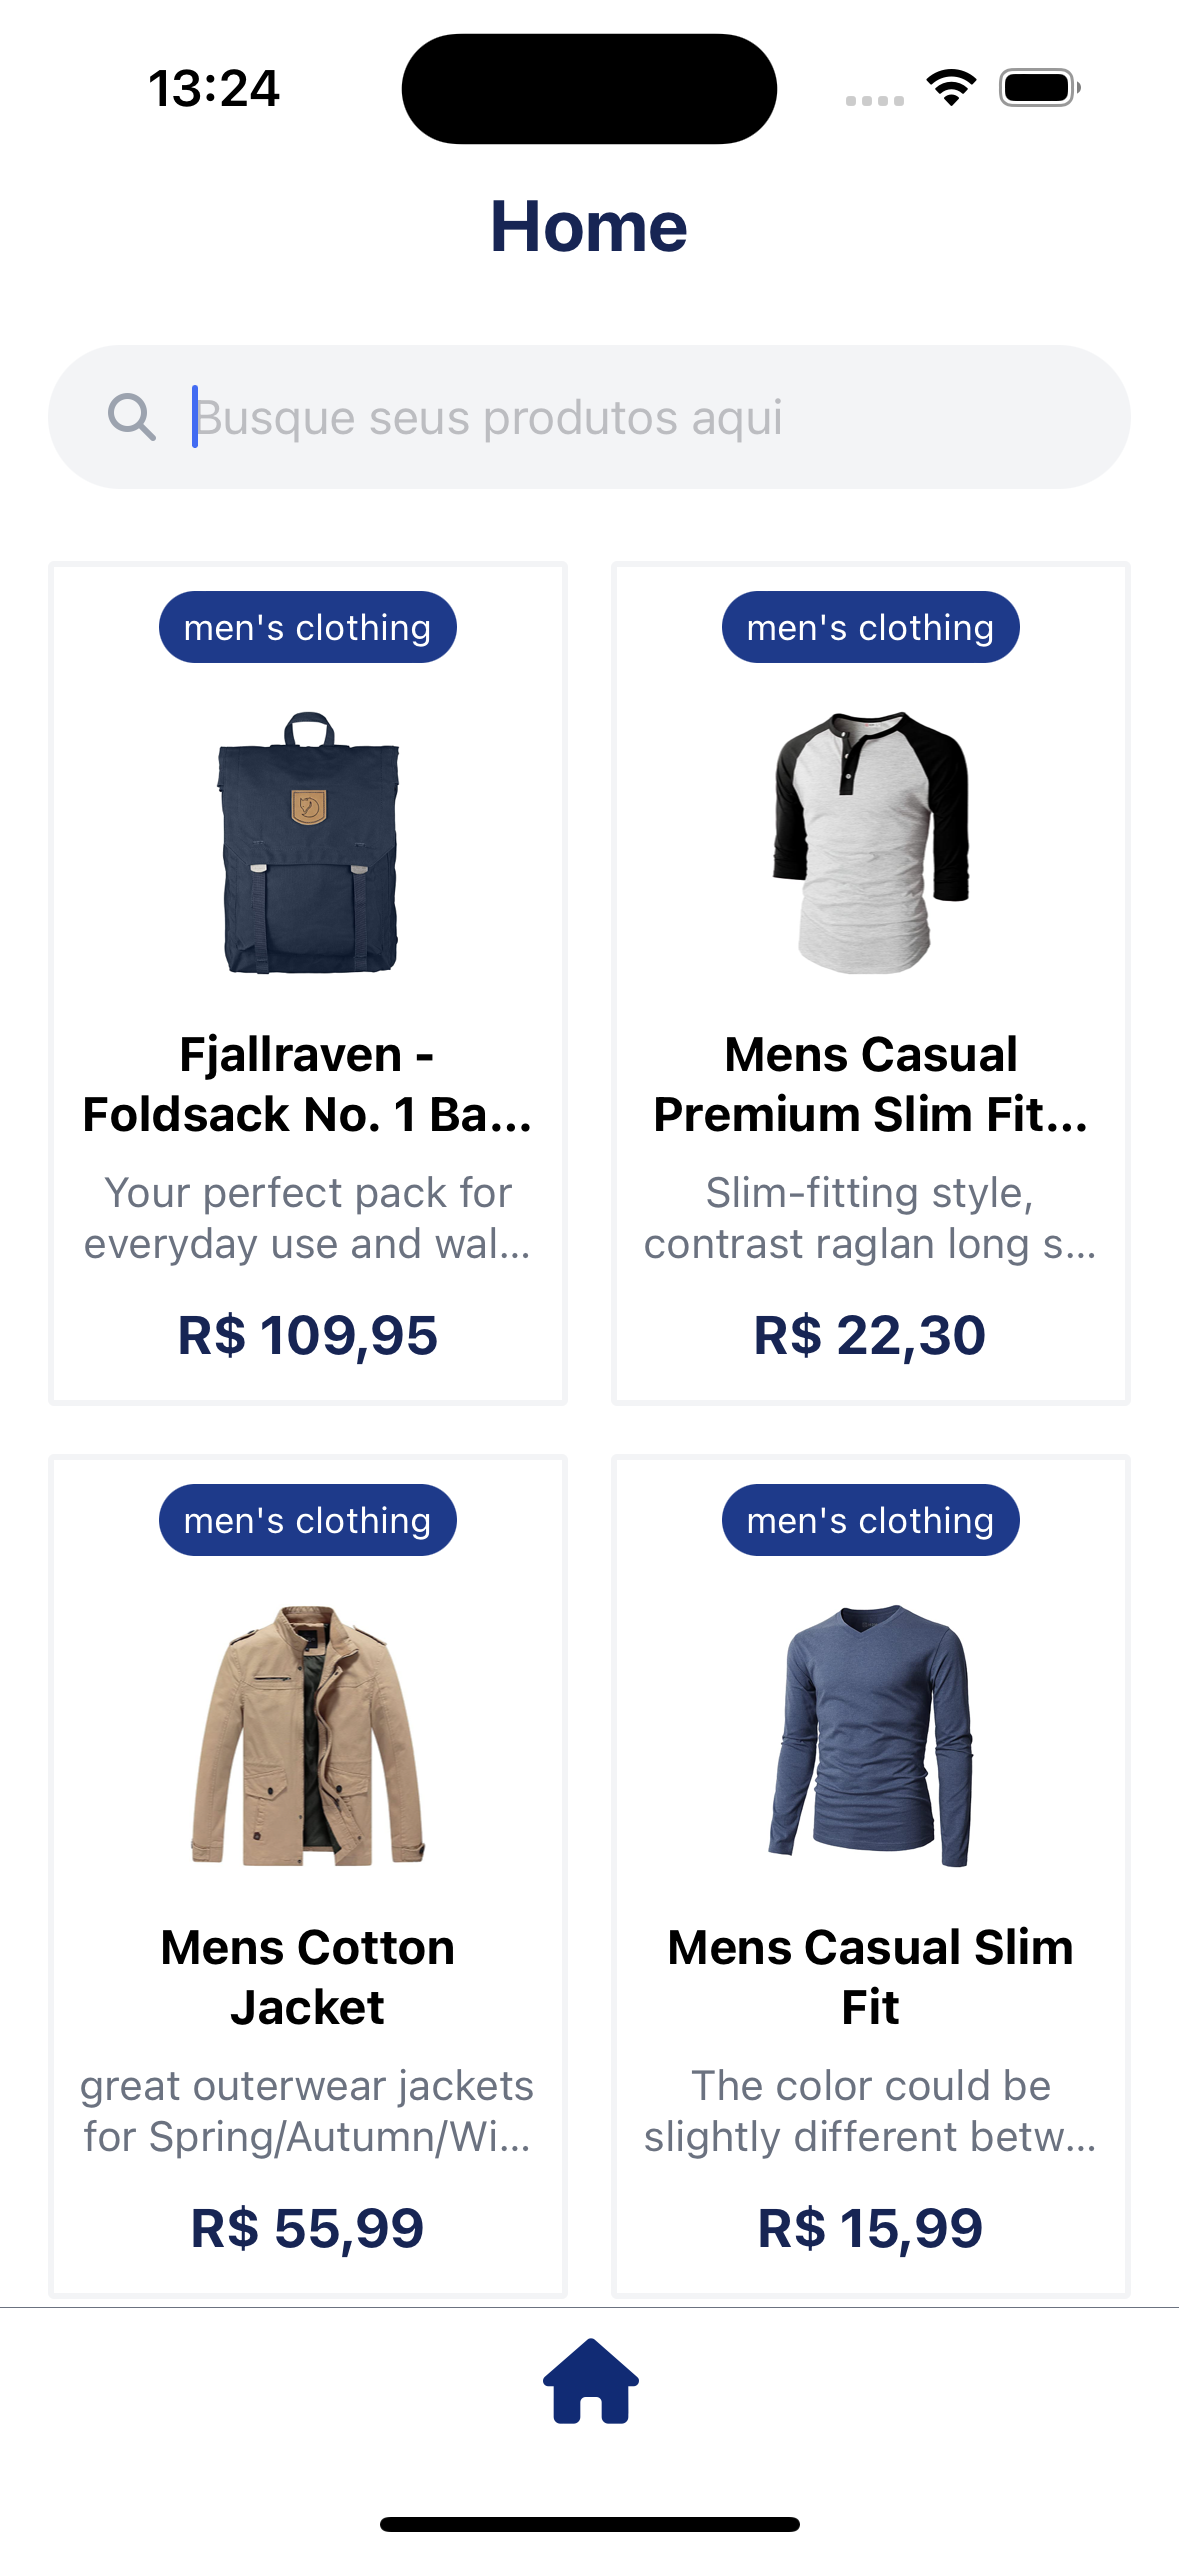 13:24
Home
Busque seus produtos aqui
men's clothing
Fjallraven -
Foldsack No. 1 Ba...
Your perfect pack for
everyday use and wal...
R$ 109,95
men's clothing
Mens Casual
Premium Slim Fit...
Slim-fitting style,
contrast raglan long s...
R$ 22,30
men's clothing
Mens Cotton
Jacket
great outerwear jackets
for Spring/Autumn/Wi...
R$ 55,99
men's clothing
Mens Casual Slim
Fit
The color could be
slightly different betw...
R$ 15,99